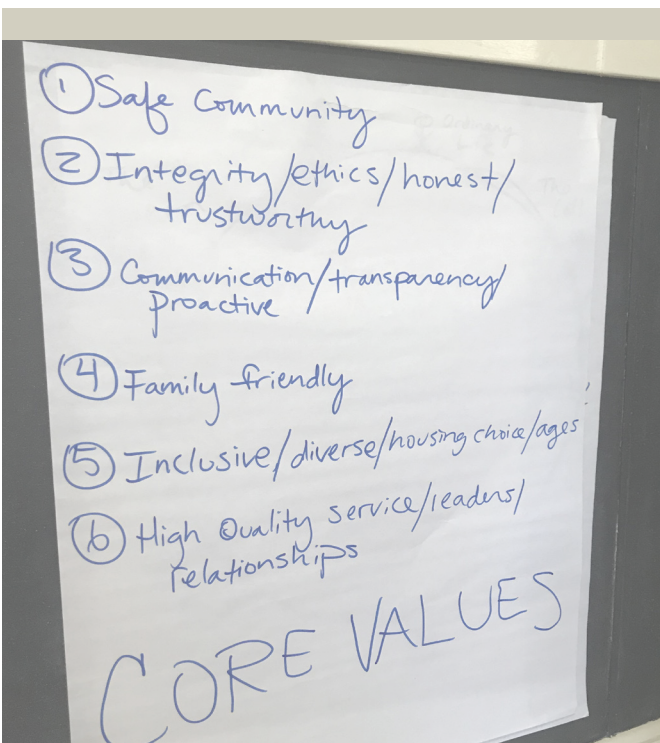 ① Safe Community
② Integrity/ethics/honest/
trustworthy
③ Communication/transparency/
proactive
④ Family friendly
⑤ Inclusive/diverse/housing choice/ages
⑥ High Quality service/leaders/
relationships
CORE VALUES